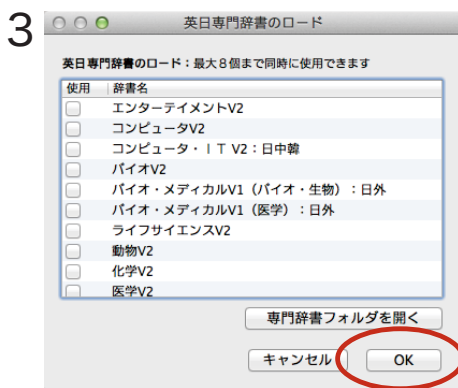 3
英日専門辞書のロード
英日専門辞書のロード：最大８個まで同時に使用できます
使用 辞書名
エンターテイメントV2
コンピュータV2
コンピュータ・ＩＴ V2：日中韓
バイオV2
バイオ・メディカルV1（バイオ・生物）：日外
バイオ・メディカルV1（医学）：日外
ライフサイエンスV2
動物V2
化学V2
医学V2
専門辞書フォルダを開く
キャンセル OK